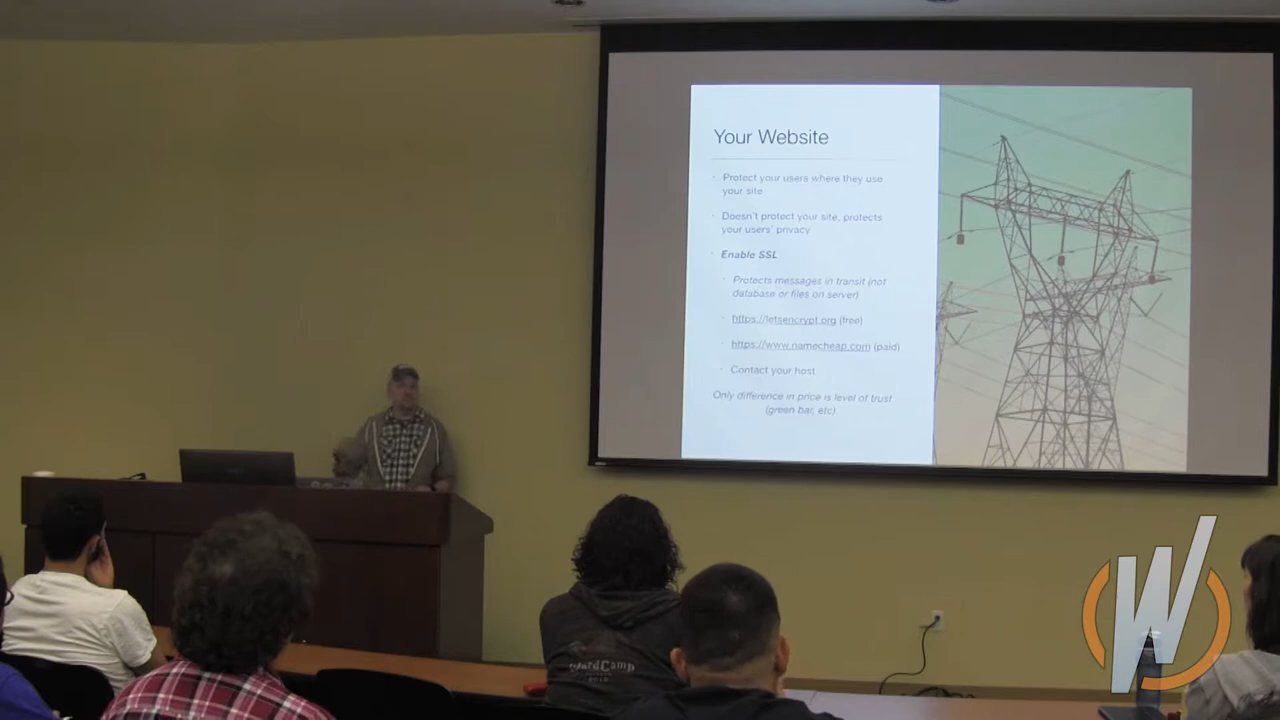 Your Website
Protect your users where they use
your site.
Doesn't protect your site, protects
your users' privacy
Enable SSL
Protects messages in transit (not
database or files on server)
https://letsencrypt.org (free)
https://www.namecheap.com (paid)
Contact your host
Only difference in price is level of trust
(green bar, etc).
WordCamp
W